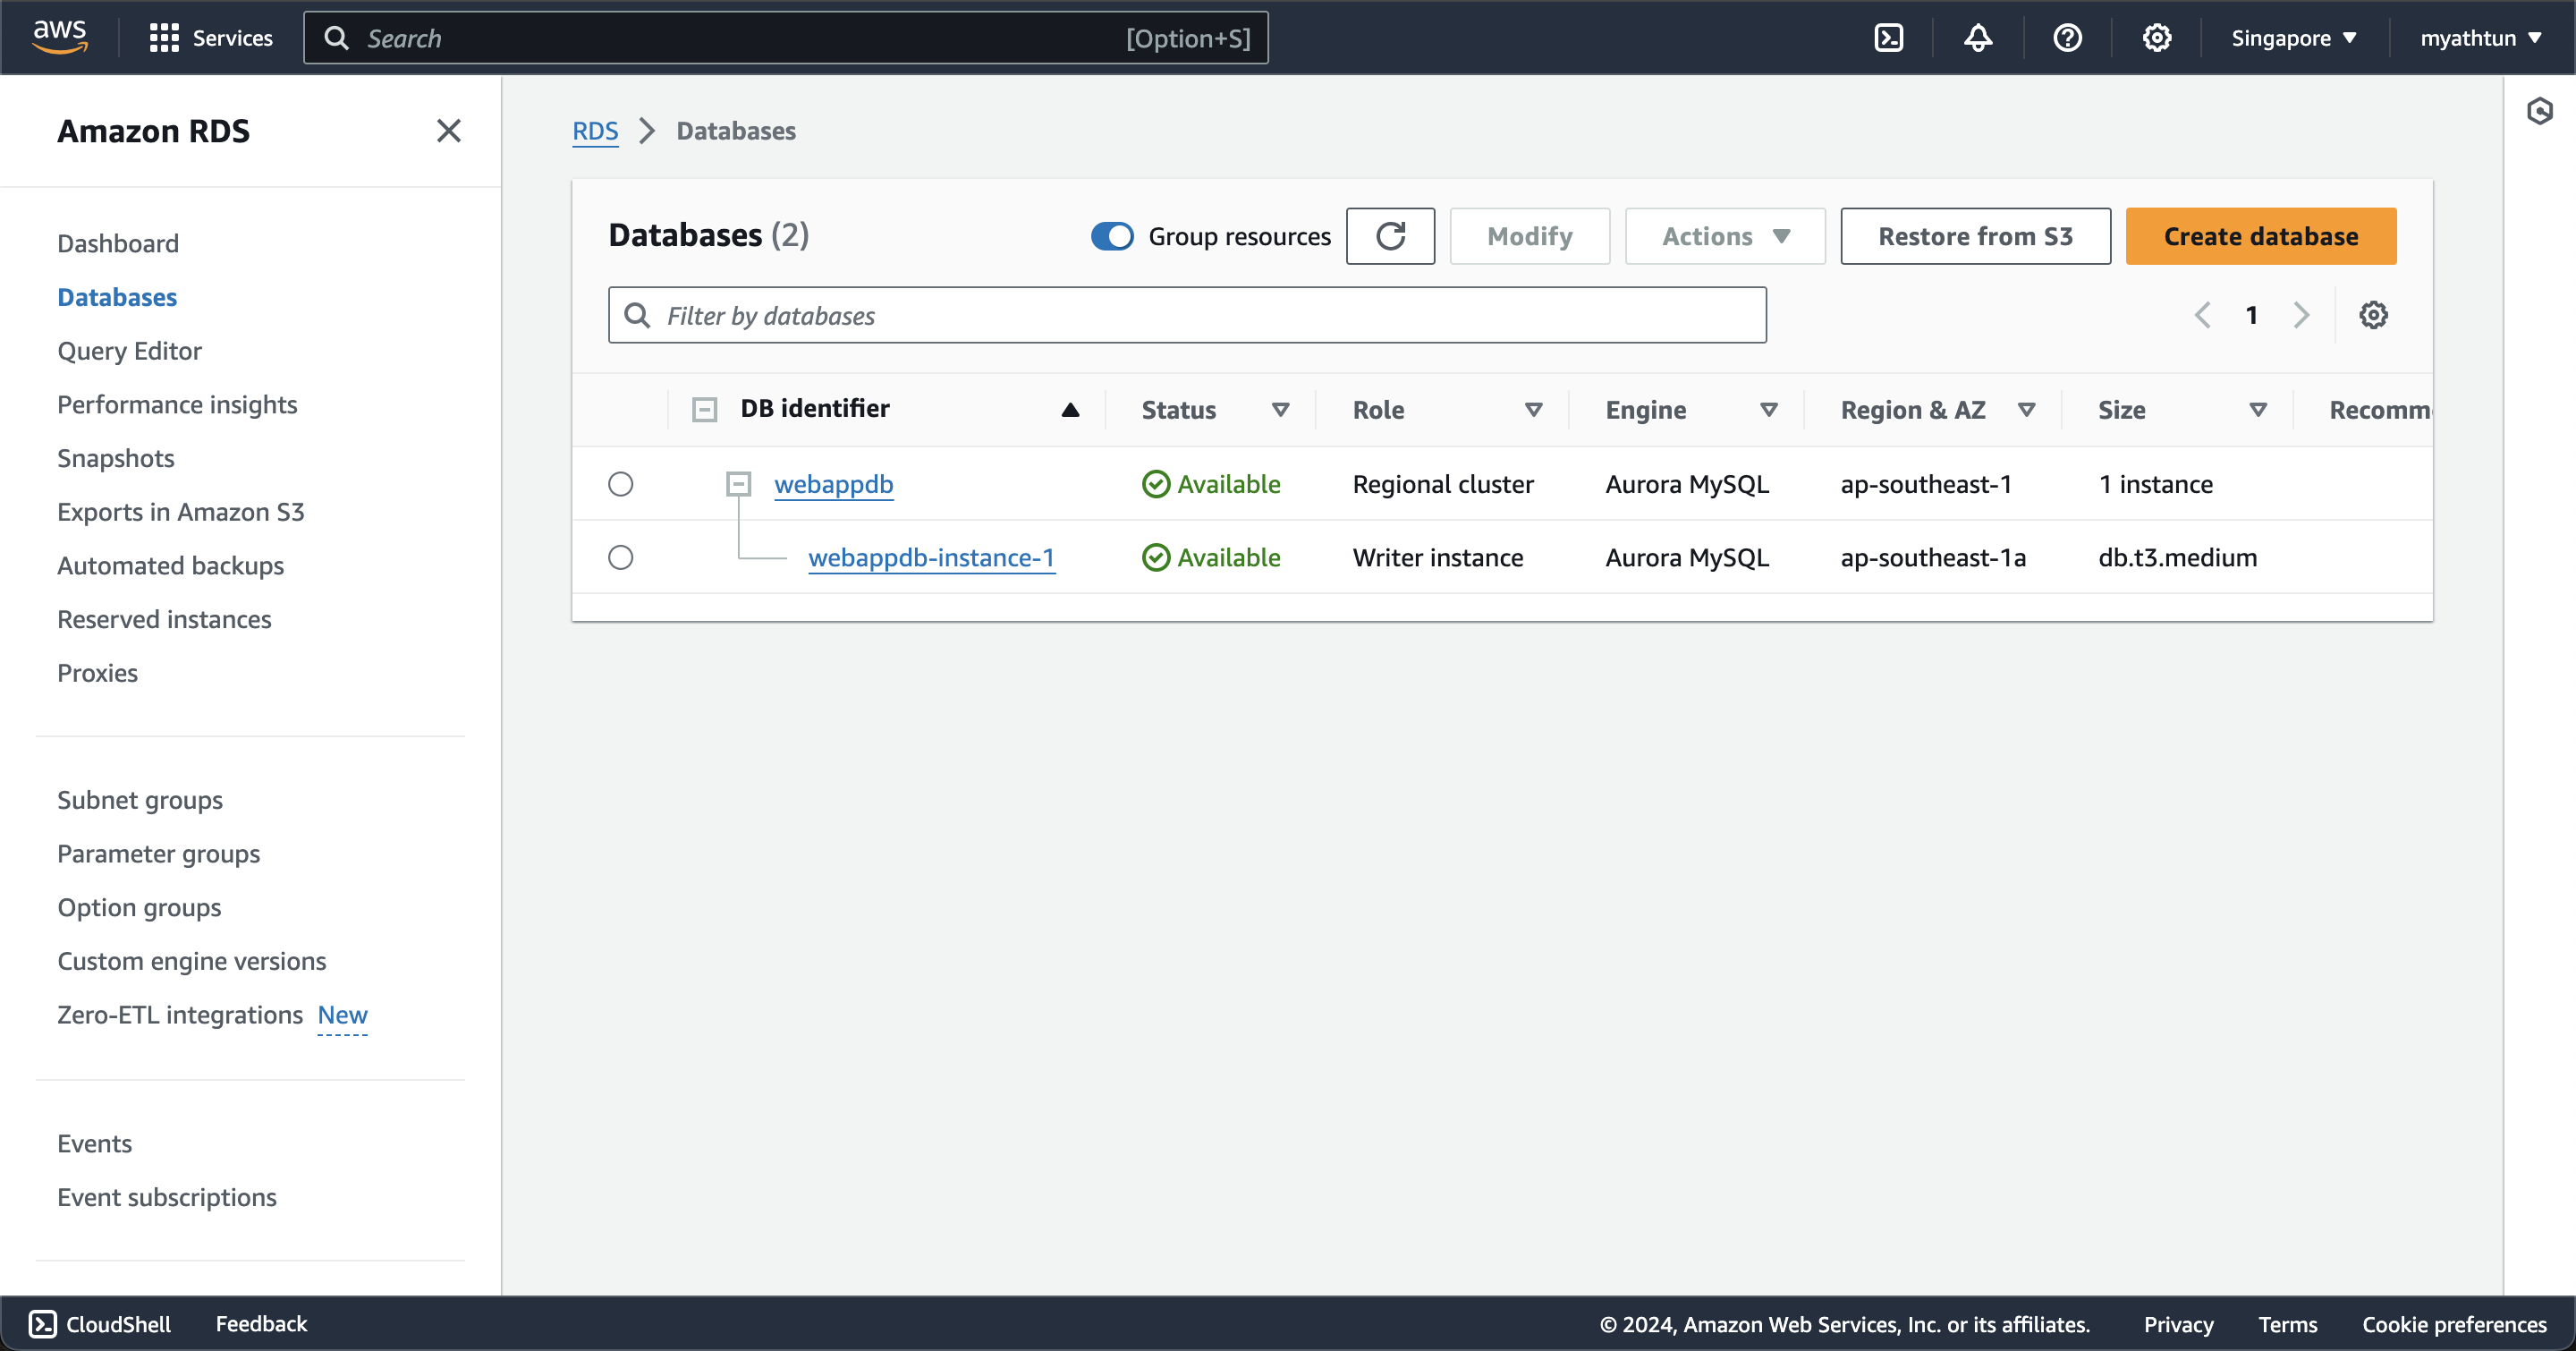 aws Services Search [Option+S] Singapore myathtun
Amazon RDS
Dashboard
Databases
Query Editor
Performance insights
Snapshots
Exports in Amazon S3
Automated backups
Reserved instances
Proxies
Subnet groups
Parameter groups
Option groups
Custom engine versions
Zero-ETL integrations New
Events
Event subscriptions
RDS > Databases
Databases (2) Group resources Modify Actions Restore from S3 Create database
Filter by databases 1
DB identifier Status Role Engine Region & AZ Size Recomm
webappdb Available Regional cluster Aurora MySQL ap-southeast-1 1 instance
webappdb-instance-1 Available Writer instance Aurora MySQL ap-southeast-1a db.t3.medium
CloudShell Feedback © 2024, Amazon Web Services, Inc. or its affiliates. Privacy Terms Cookie preferences